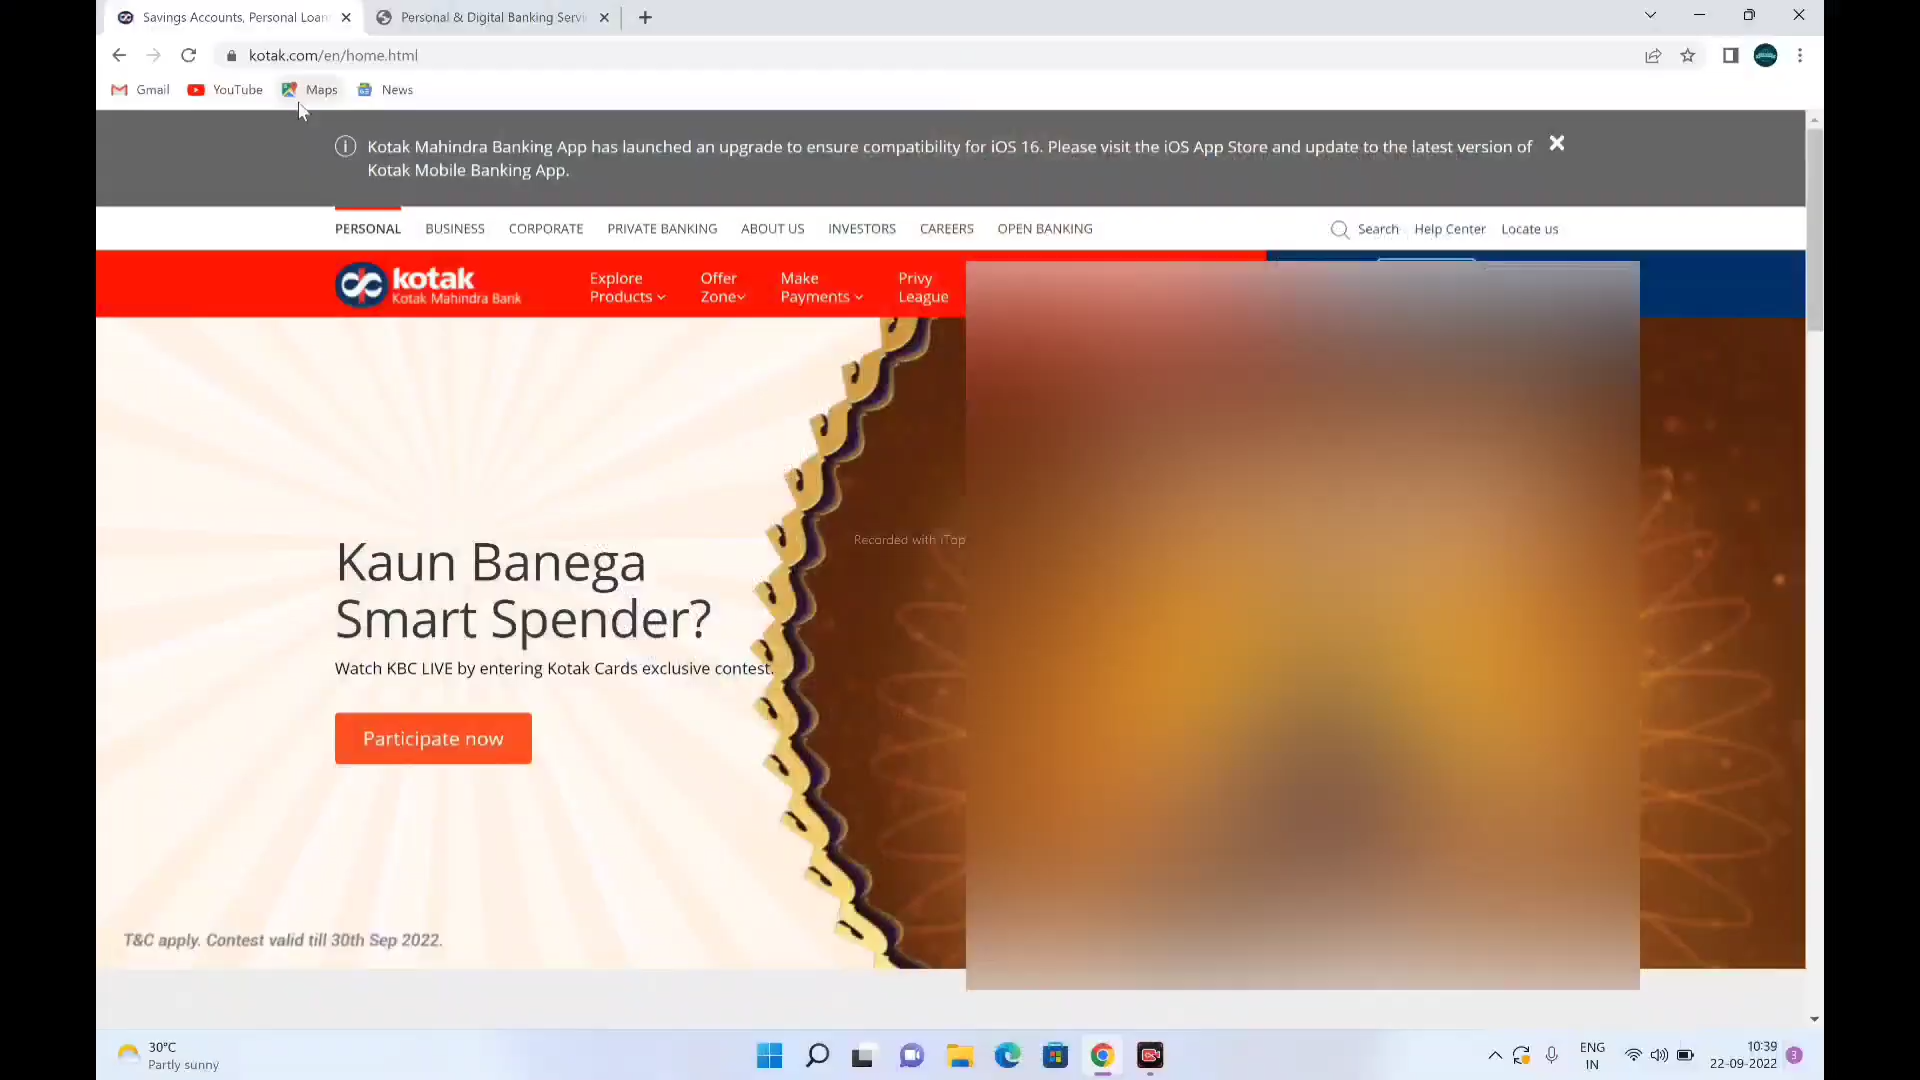 Savings Accounts, Personal Loan
Personal & Digital Banking Servi
kotak.com/en/home.html
Gmail
YouTube
Maps
News
Kotak Mahindra Banking App has launched an upgrade to ensure compatibility for iOS 16. Please visit the iOS App Store and update to the latest version of
Kotak Mobile Banking App.
PERSONAL BUSINESS CORPORATE PRIVATE BANKING ABOUT US INVESTORS CAREERS OPEN BANKING Search Help Center Locate us
kotak
Kotak Mahindra Bank
Explore
Products
Offer
Zone
Make
Payments
Privy
League
Recorded with iTop
Kaun Banega
Smart Spender?
Watch KBC LIVE by entering Kotak Cards exclusive contest.
Participate now
T&C apply. Contest valid till 30th Sep 2022.
30°C
Partly sunny
ENG
IN
10:39
22-09-2022
3